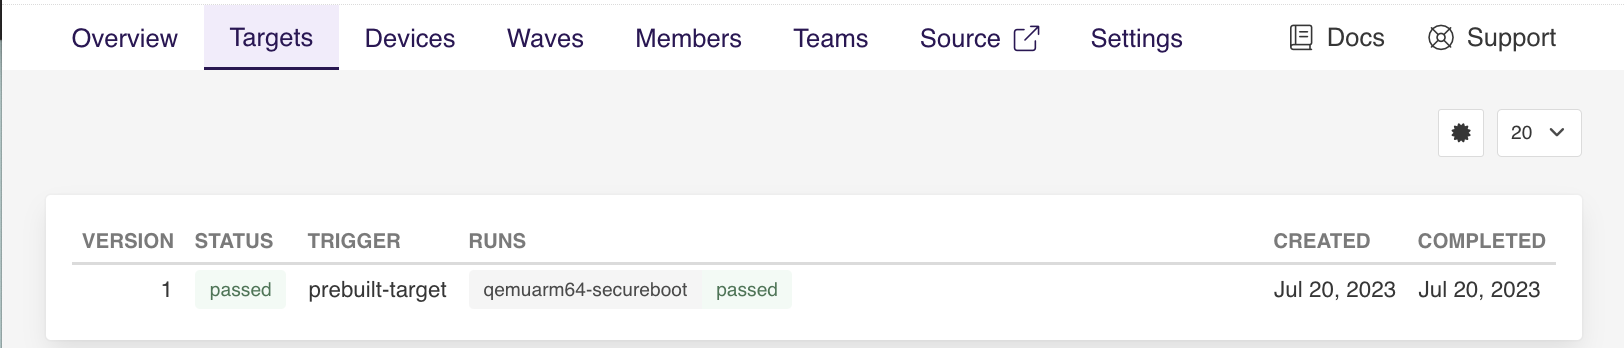 Overview Targets Devices Waves Members Teams Source Settings Docs Support
20
VERSION STATUS TRIGGER RUNS CREATED COMPLETED
1 passed prebuilt-target qemuarm64-secureboot passed Jul 20, 2023 Jul 20, 2023